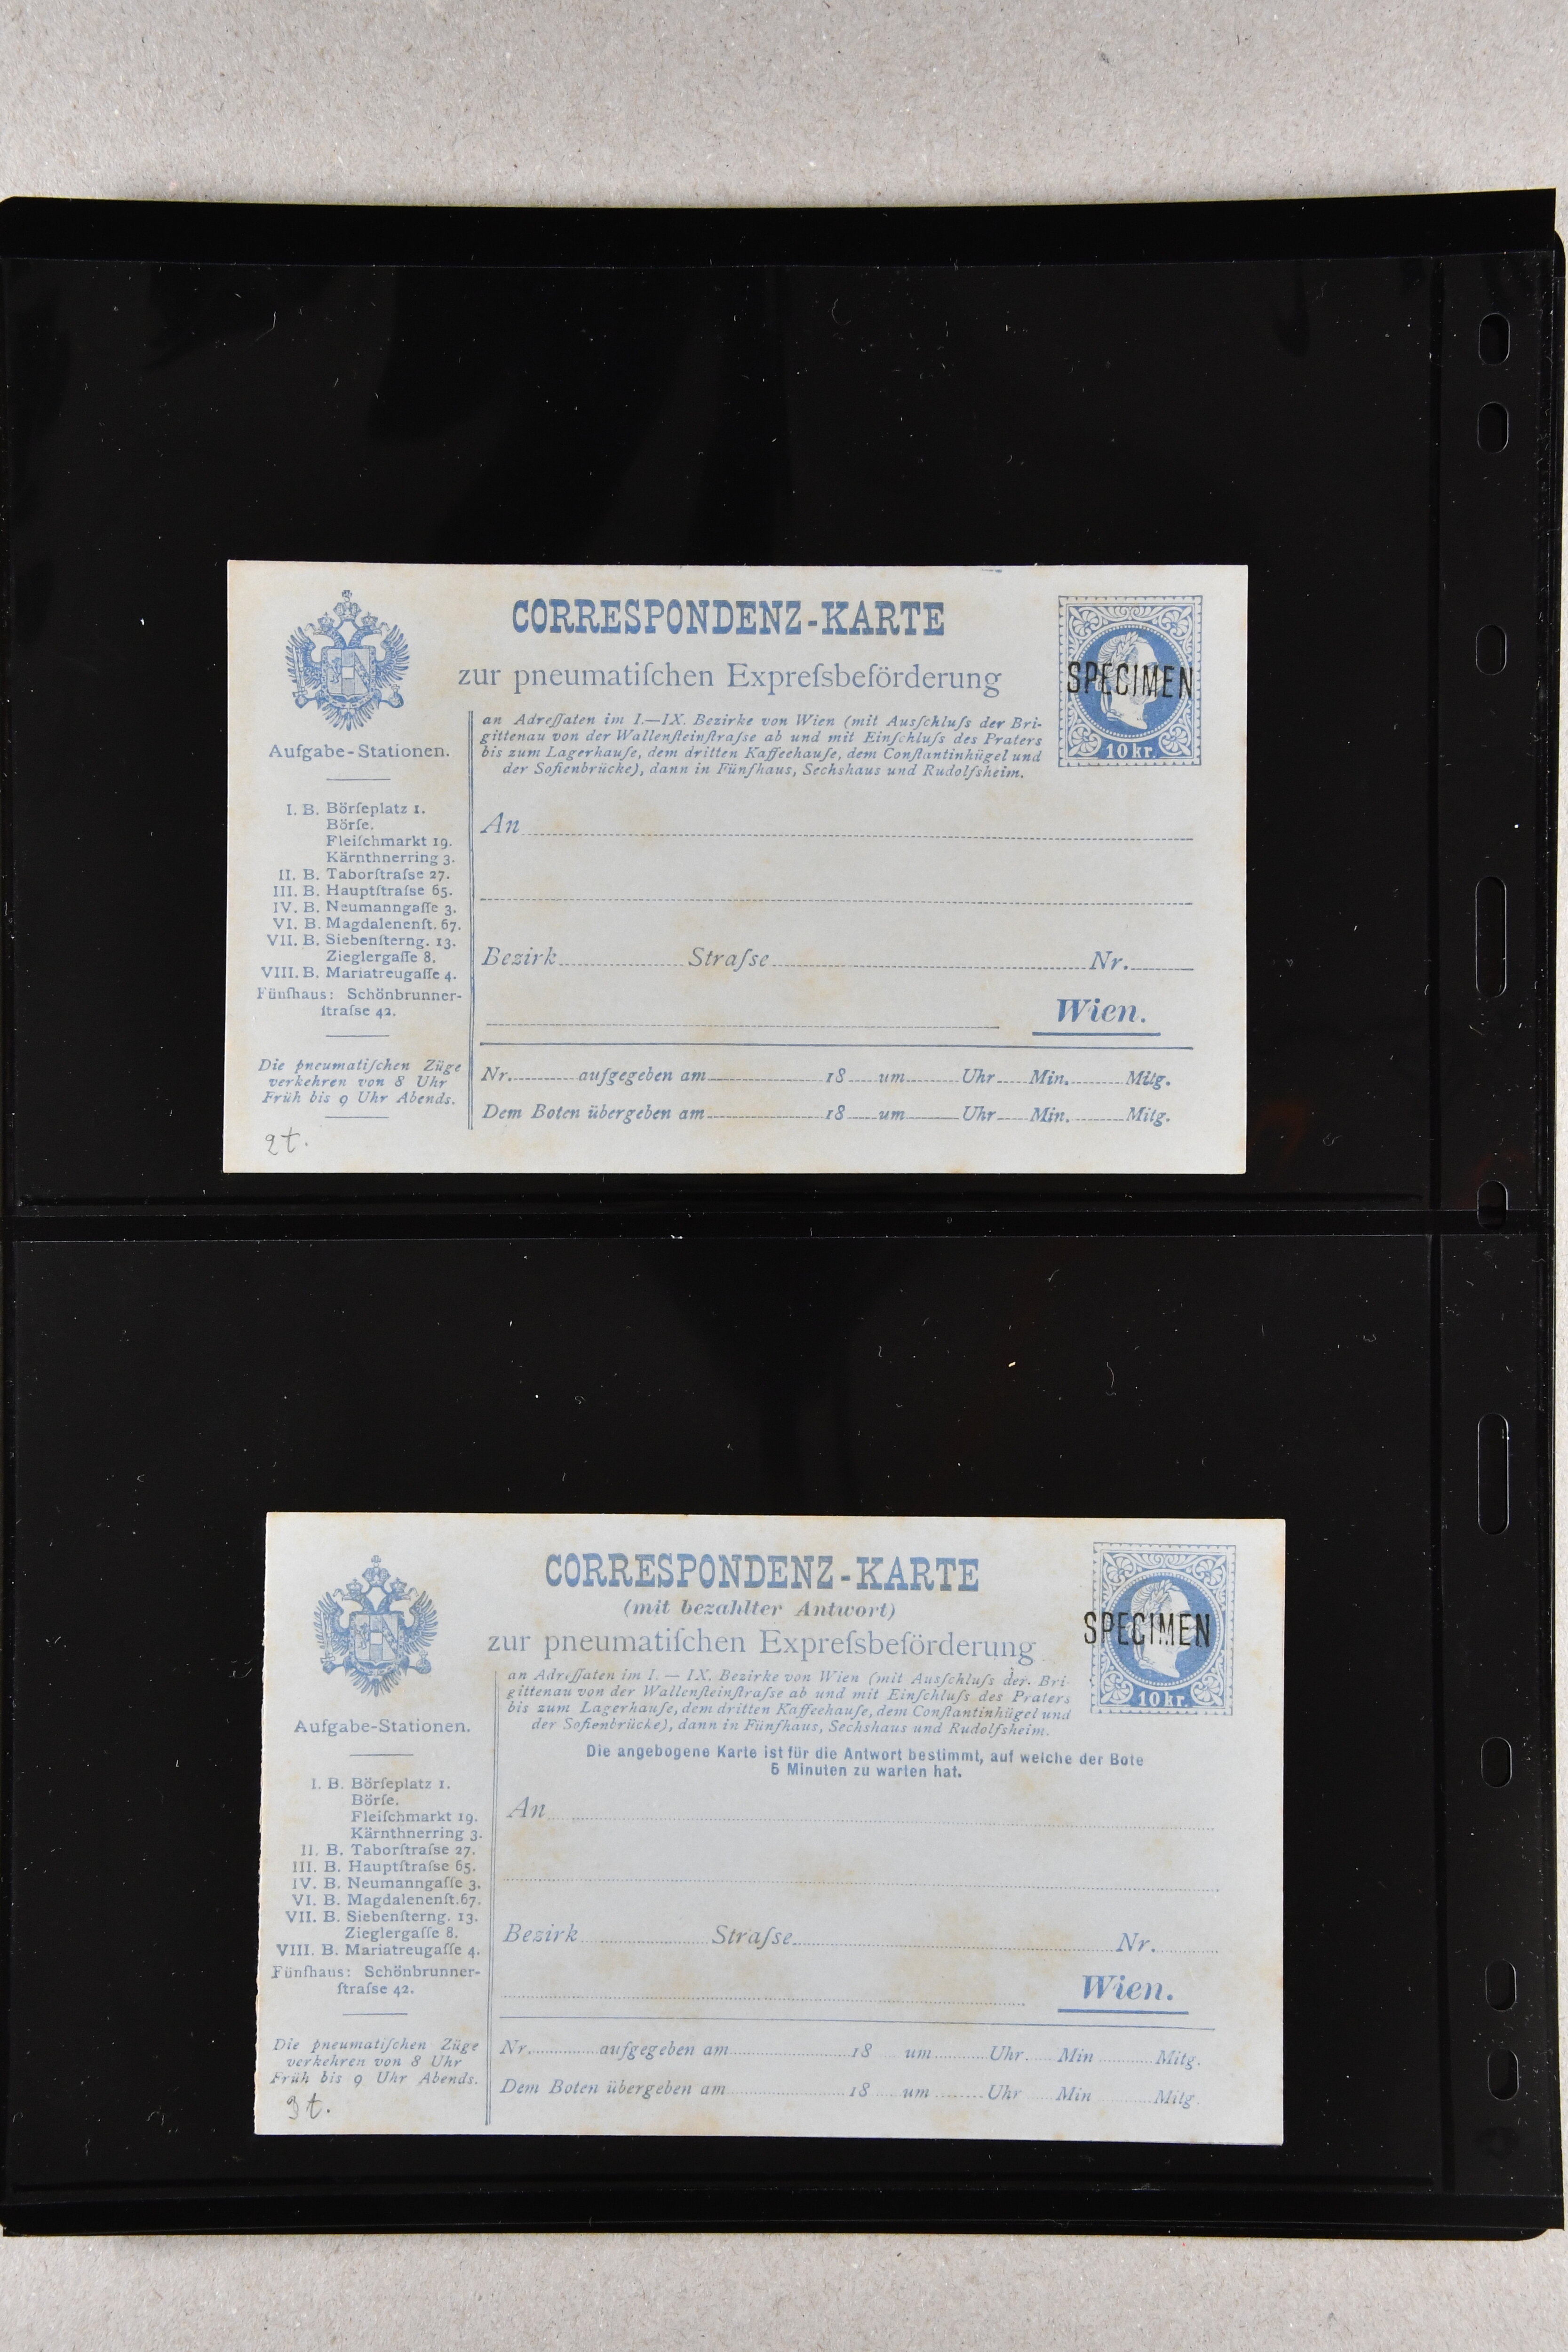 CORRESPONDENZ-KARTE
zur pneumatiſchen Expreſsbeförderung
SPECIMEN
10 kr.
an Adreſſaten im I.—IX. Bezirke von Wien (mit Ausſchluſs der Bri-
gittenau von der Wallenſteinſtraſse ab und mit Einſchluſs des Praters
bis zum Lagerhauſe, dem dritten Kaffeehauſe, dem Conſtantinhügel und
der Sofienbrücke), dann in Fünfhaus, Sechshaus und Rudolfsheim.
Aufgabe-Stationen.
I. B. Börſeplatz 1.
Börſe.
Fleiſchmarkt 19.
Kärnthnerring 3.
II. B. Taborſtraſse 27.
III. B. Hauptſtraſse 65.
IV. B. Neumanngaſſe 3.
VI. B. Magdalenenſt. 67.
VII. B. Siebenſterng. 13.
Zieglergaſſe 8.
VIII. B. Mariatreugaſſe 4.
Fünfhaus: Schönbrunner-
ſtraſse 42.
Die pneumatiſchen Züge
verkehren von 8 Uhr
Früh bis 9 Uhr Abends.
2t.
An
Bezirk Straſse Nr.
Wien.
Nr. aufgegeben am 18 um Uhr Min. Mitg.
Dem Boten übergeben am 18 um Uhr Min. Mitg.
CORRESPONDENZ-KARTE
(mit bezahlter Antwort)
zur pneumatiſchen Expreſsbeförderung
SPECIMEN
10 kr.
an Adreſſaten im I. — IX. Bezirke von Wien (mit Ausſchluſs der Bri-
gittenau von der Wallenſteinſtraſse ab und mit Einſchluſs des Praters
bis zum Lagerhauſe, dem dritten Kaffeehauſe, dem Conſtantinhügel und
der Sofienbrücke), dann in Fünfhaus, Sechshaus und Rudolfsheim.
Die angebogene Karte ist für die Antwort bestimmt, auf welche der Bote
5 Minuten zu warten hat.
Aufgabe-Stationen.
I. B. Börſeplatz 1.
Börſe.
Fleiſchmarkt 19.
Kärnthnerring 3.
II. B. Taborſtraſse 27.
III. B. Hauptſtraſse 65.
IV. B. Neumanngaſſe 3.
VI. B. Magdalenenſt. 67.
VII. B. Siebenſterng. 13.
Zieglergaſſe 8.
VIII. B. Mariatreugaſſe 4.
Fünfhaus: Schönbrunner-
ſtraſse 42.
Die pneumatiſchen Züge
verkehren von 8 Uhr
Früh bis 9 Uhr Abends.
3t.
An
Bezirk Straſse Nr.
Wien.
Nr. aufgegeben am 18 um Uhr. Min Mitg.
Dem Boten übergeben am 18 um Uhr Min Mitg.